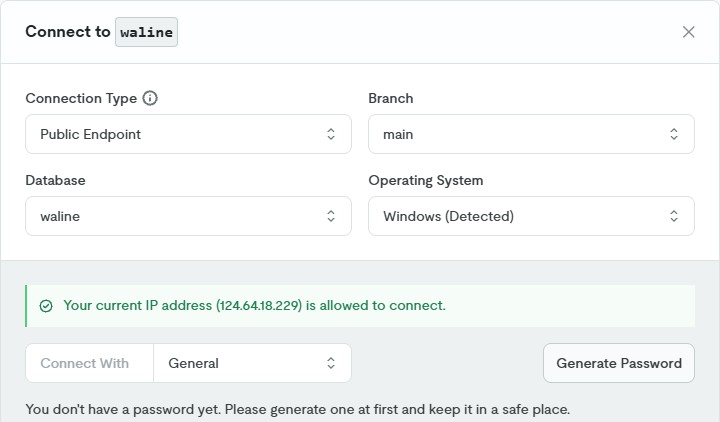 Connect to waline
Connection Type
Branch
Public Endpoint
main
Database
Operating System
waline
Windows (Detected)
Your current IP address (124.64.18.229) is allowed to connect.
Connect With
General
Generate Password
You don't have a password yet. Please generate one at first and keep it in a safe place.